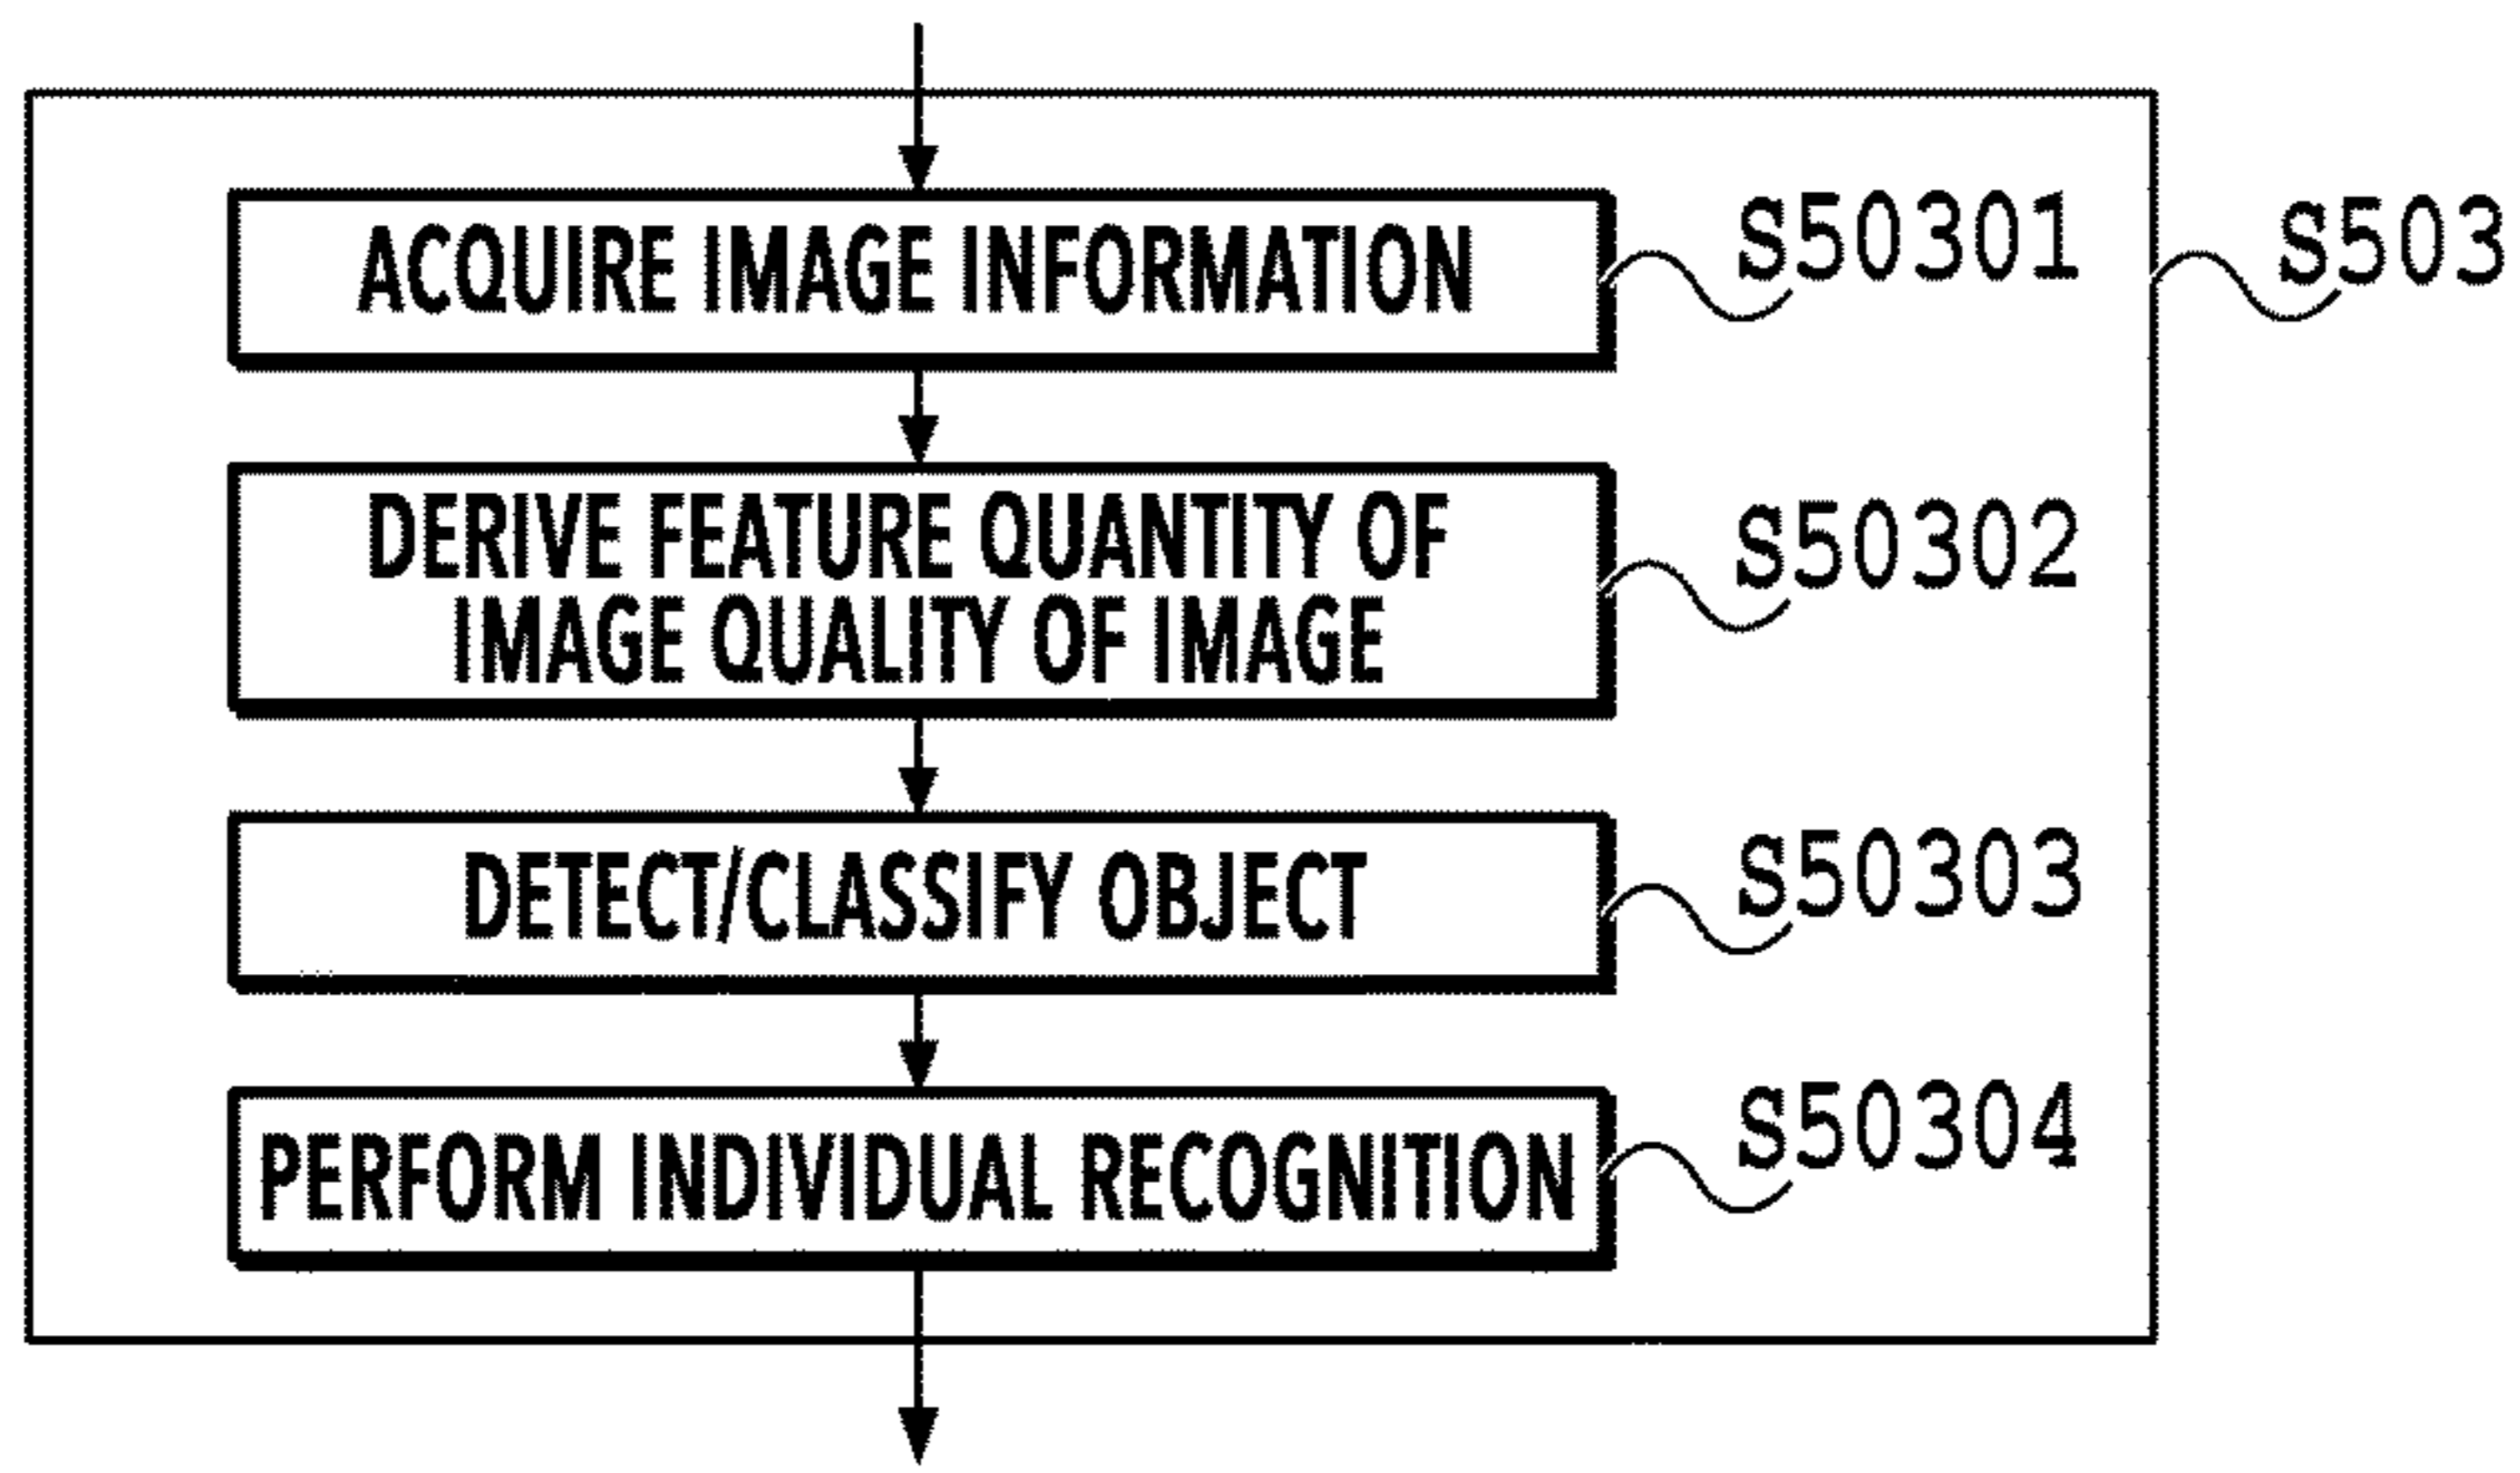 ACQUIRE IMAGE INFORMATION
S50301
S503
DERIVE FEATURE QUANTITY OF
IMAGE QUALITY OF IMAGE
S50302
DETECT/CLASSIFY OBJECT
S50303
PERFORM INDIVIDUAL RECOGNITION
S50304